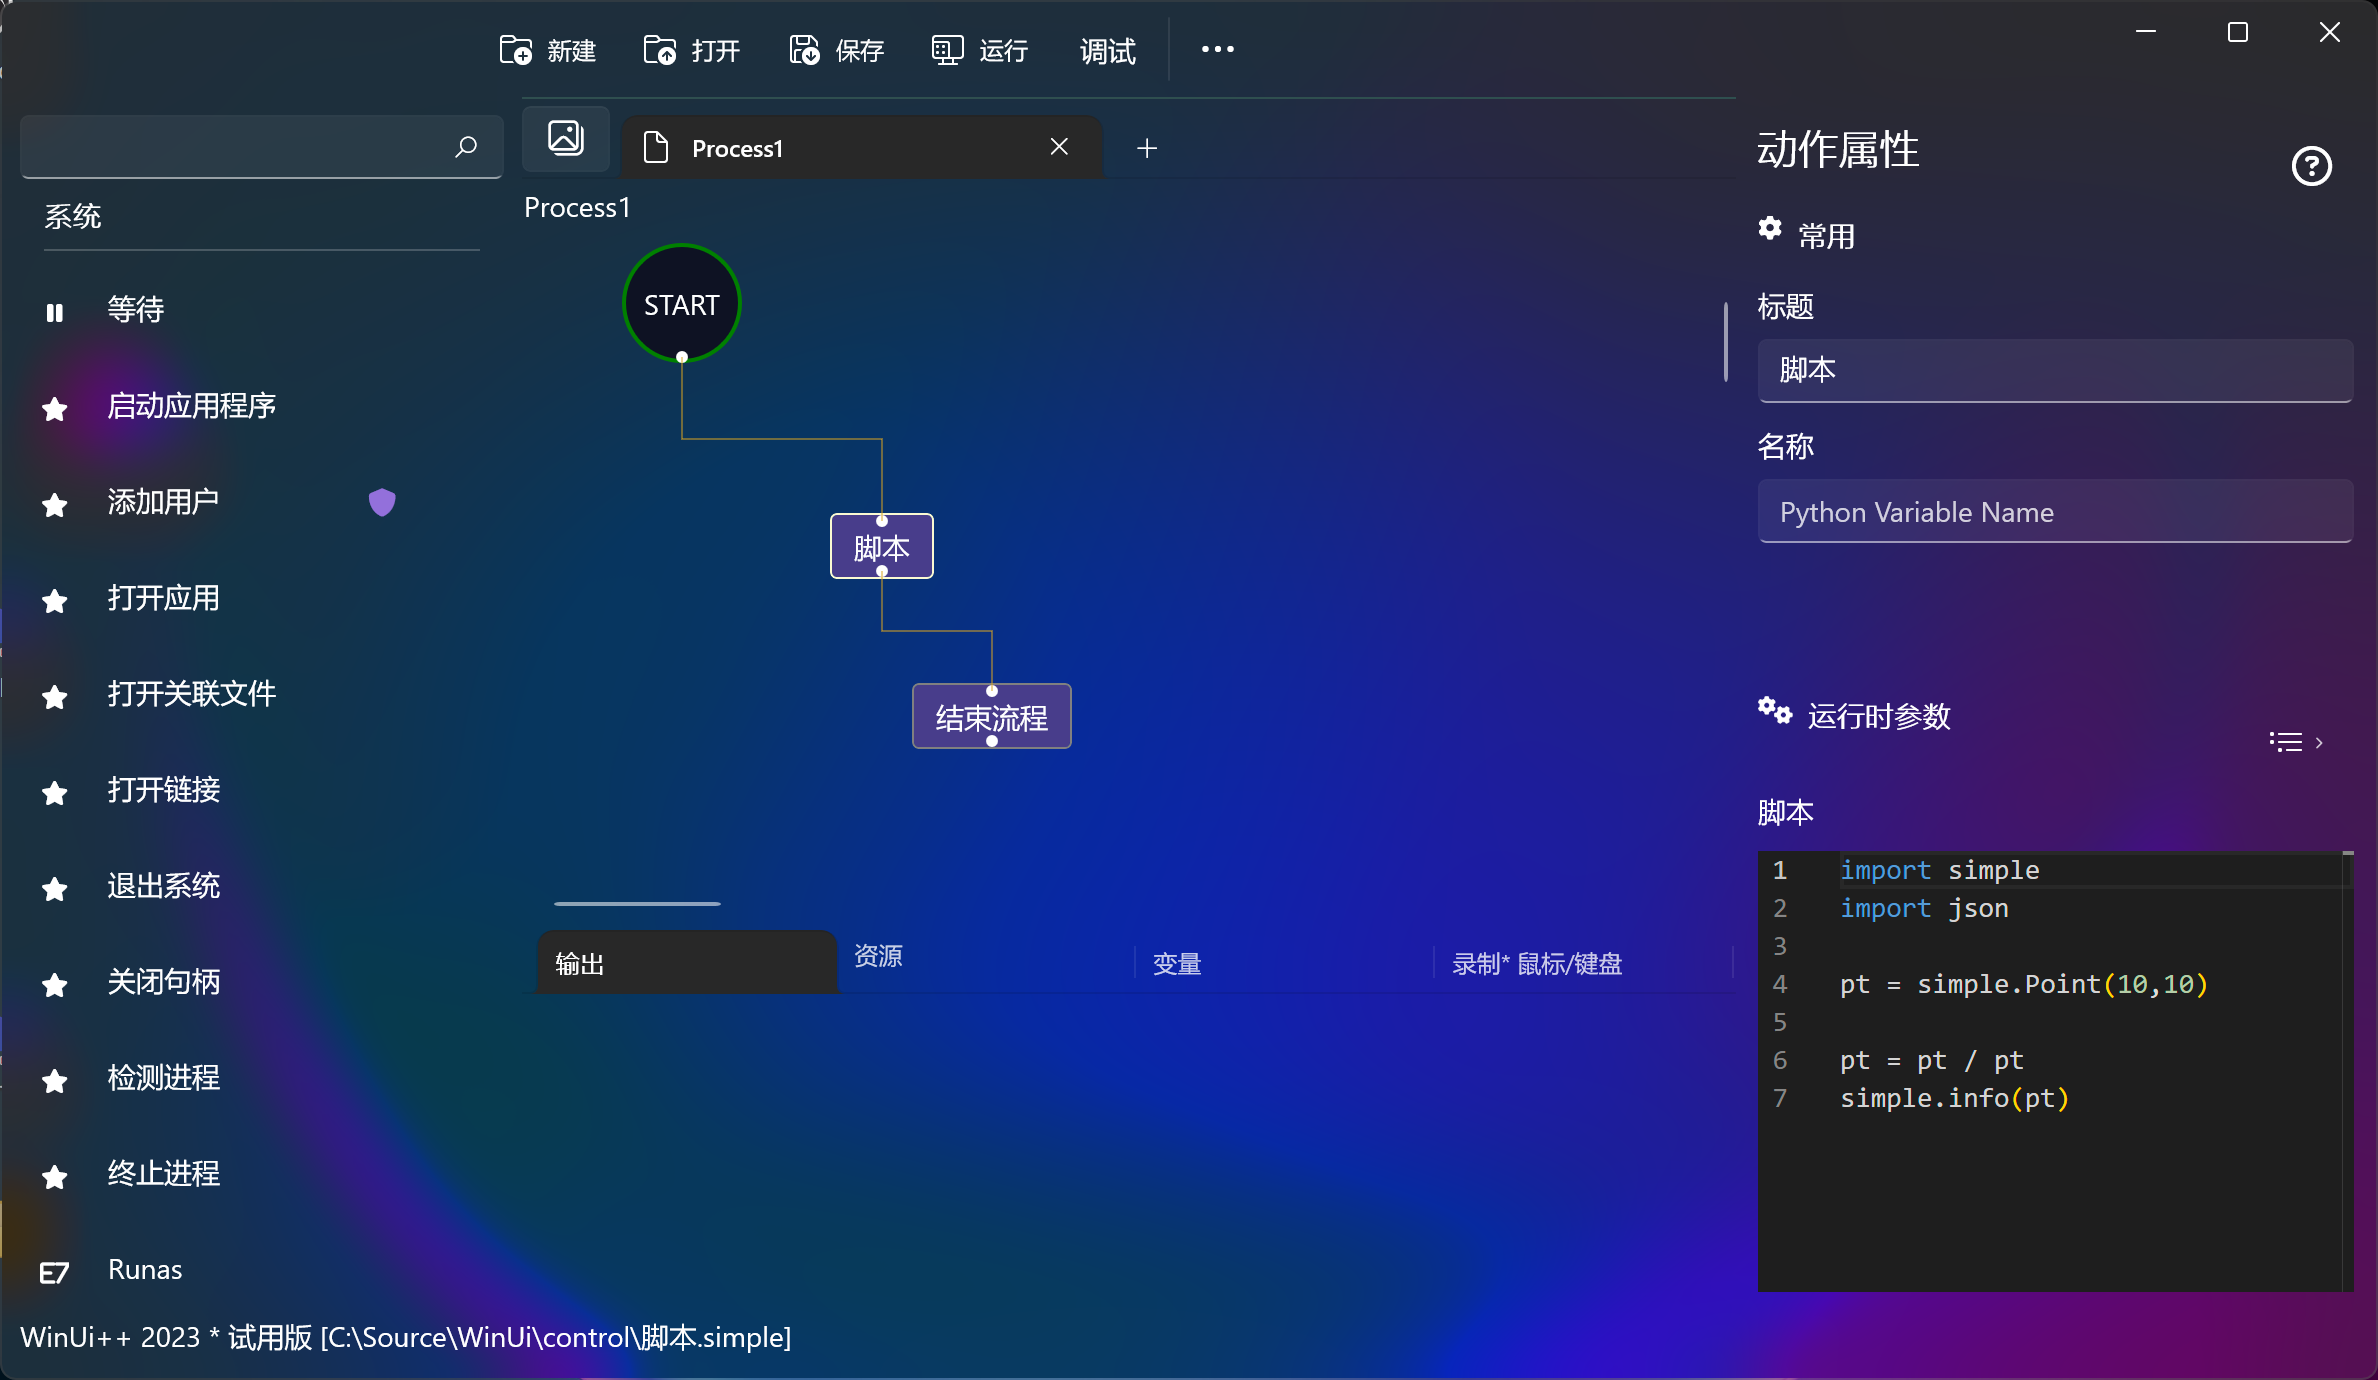 新建
打开
保存
运行
调试
系统
等待
启动应用程序
添加用户
打开应用
打开关联文件
打开链接
退出系统
关闭句柄
检测进程
终止进程
Runas
Process1
Process1
START
脚本
结束流程
输出
资源
变量
录制* 鼠标/键盘
动作属性
常用
标题
脚本
名称
Python Variable Name
运行时参数
脚本
1 import simple
2 import json
3
4 pt = simple.Point(10,10)
5
6 pt = pt / pt
7 simple.info(pt)
WinUi++ 2023 * 试用版 [C:\Source\WinUi\control\脚本.simple]